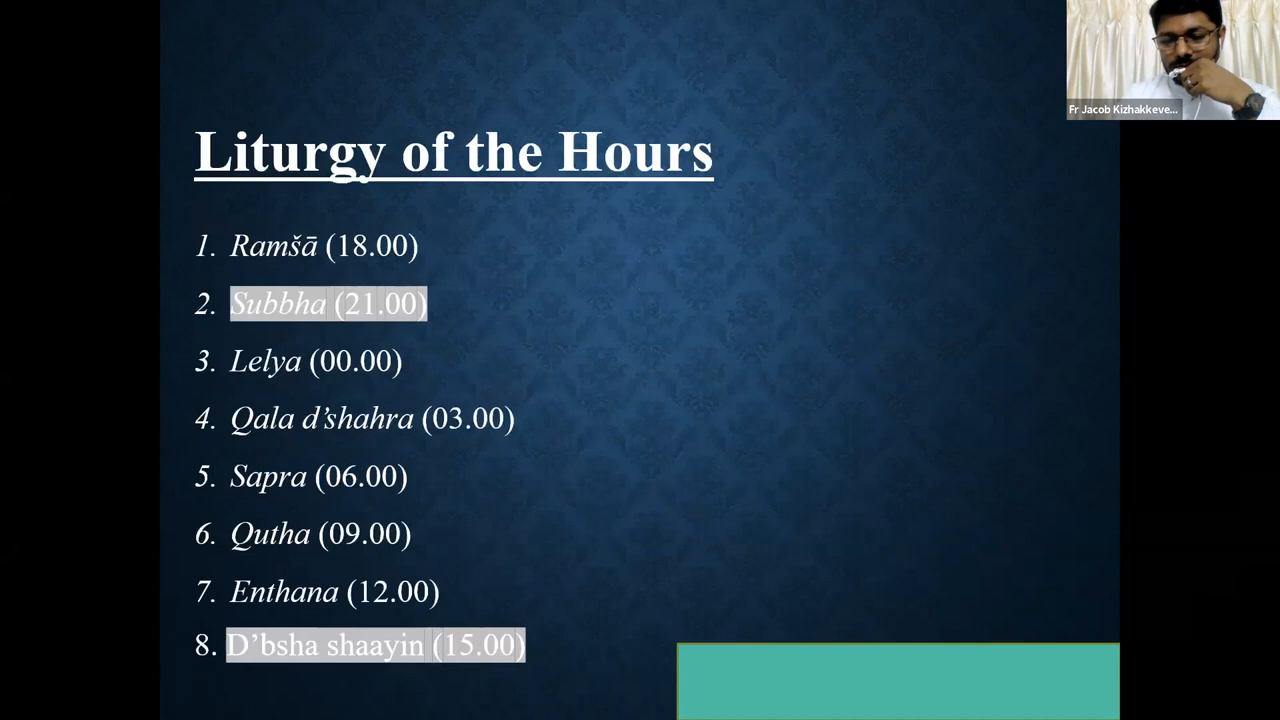 Fr Jacob Kizhakkeve...
Liturgy of the Hours
1. Ramšā (18.00)
2. Subbha (21.00)
3. Lelya (00.00)
4. Qala d’shahra (03.00)
5. Sapra (06.00)
6. Qutha (09.00)
7. Enthana (12.00)
8. D’bsha shaayin (15.00)